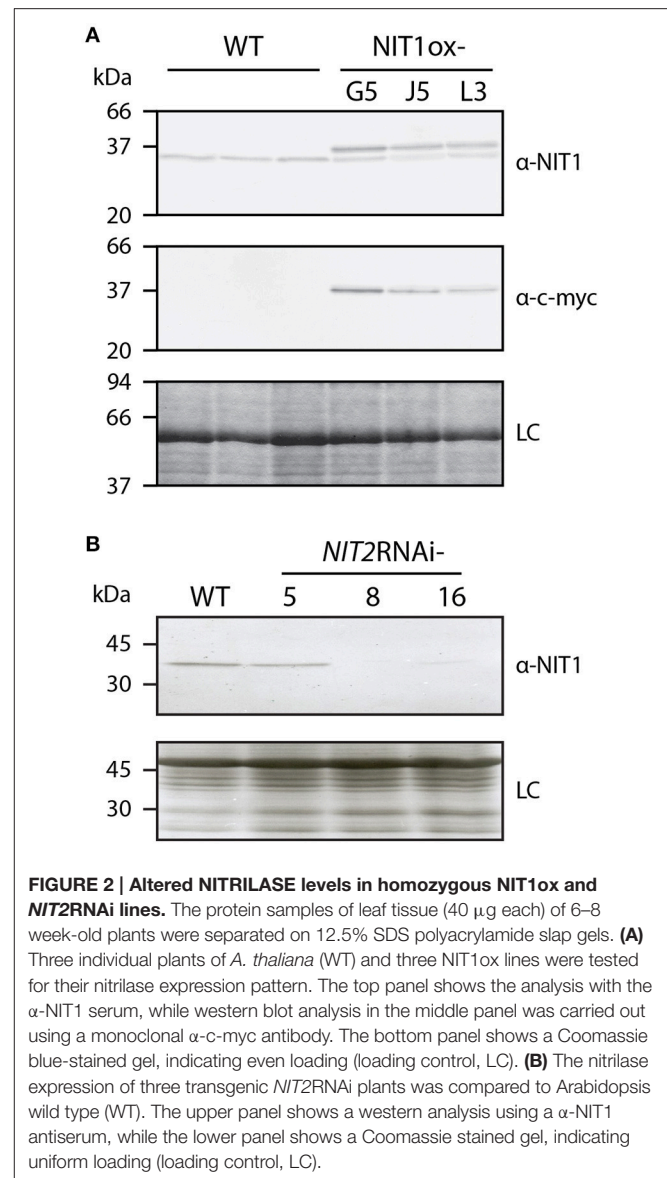 A
WT
NIT1ox-
kDa
G5 J5 L3
66
37
20
α-NIT1
66
37
20
α-c-myc
94
66
37
LC
B
NIT2RNAi-
kDa
WT 5 8 16
45
30
α-NIT1
45
30
LC
FIGURE 2 | Altered NITRILASE levels in homozygous NIT1ox and
NIT2RNAi lines. The protein samples of leaf tissue (40 μg each) of 6–8
week-old plants were separated on 12.5% SDS polyacrylamide slap gels. (A)
Three individual plants of A. thaliana (WT) and three NIT1ox lines were tested
for their nitrilase expression pattern. The top panel shows the analysis with the
α-NIT1 serum, while western blot analysis in the middle panel was carried out
using a monoclonal α-c-myc antibody. The bottom panel shows a Coomassie
blue-stained gel, indicating even loading (loading control, LC). (B) The nitrilase
expression of three transgenic NIT2RNAi plants was compared to Arabidopsis
wild type (WT). The upper panel shows a western analysis using a α-NIT1
antiserum, while the lower panel shows a Coomassie stained gel, indicating
uniform loading (loading control, LC).